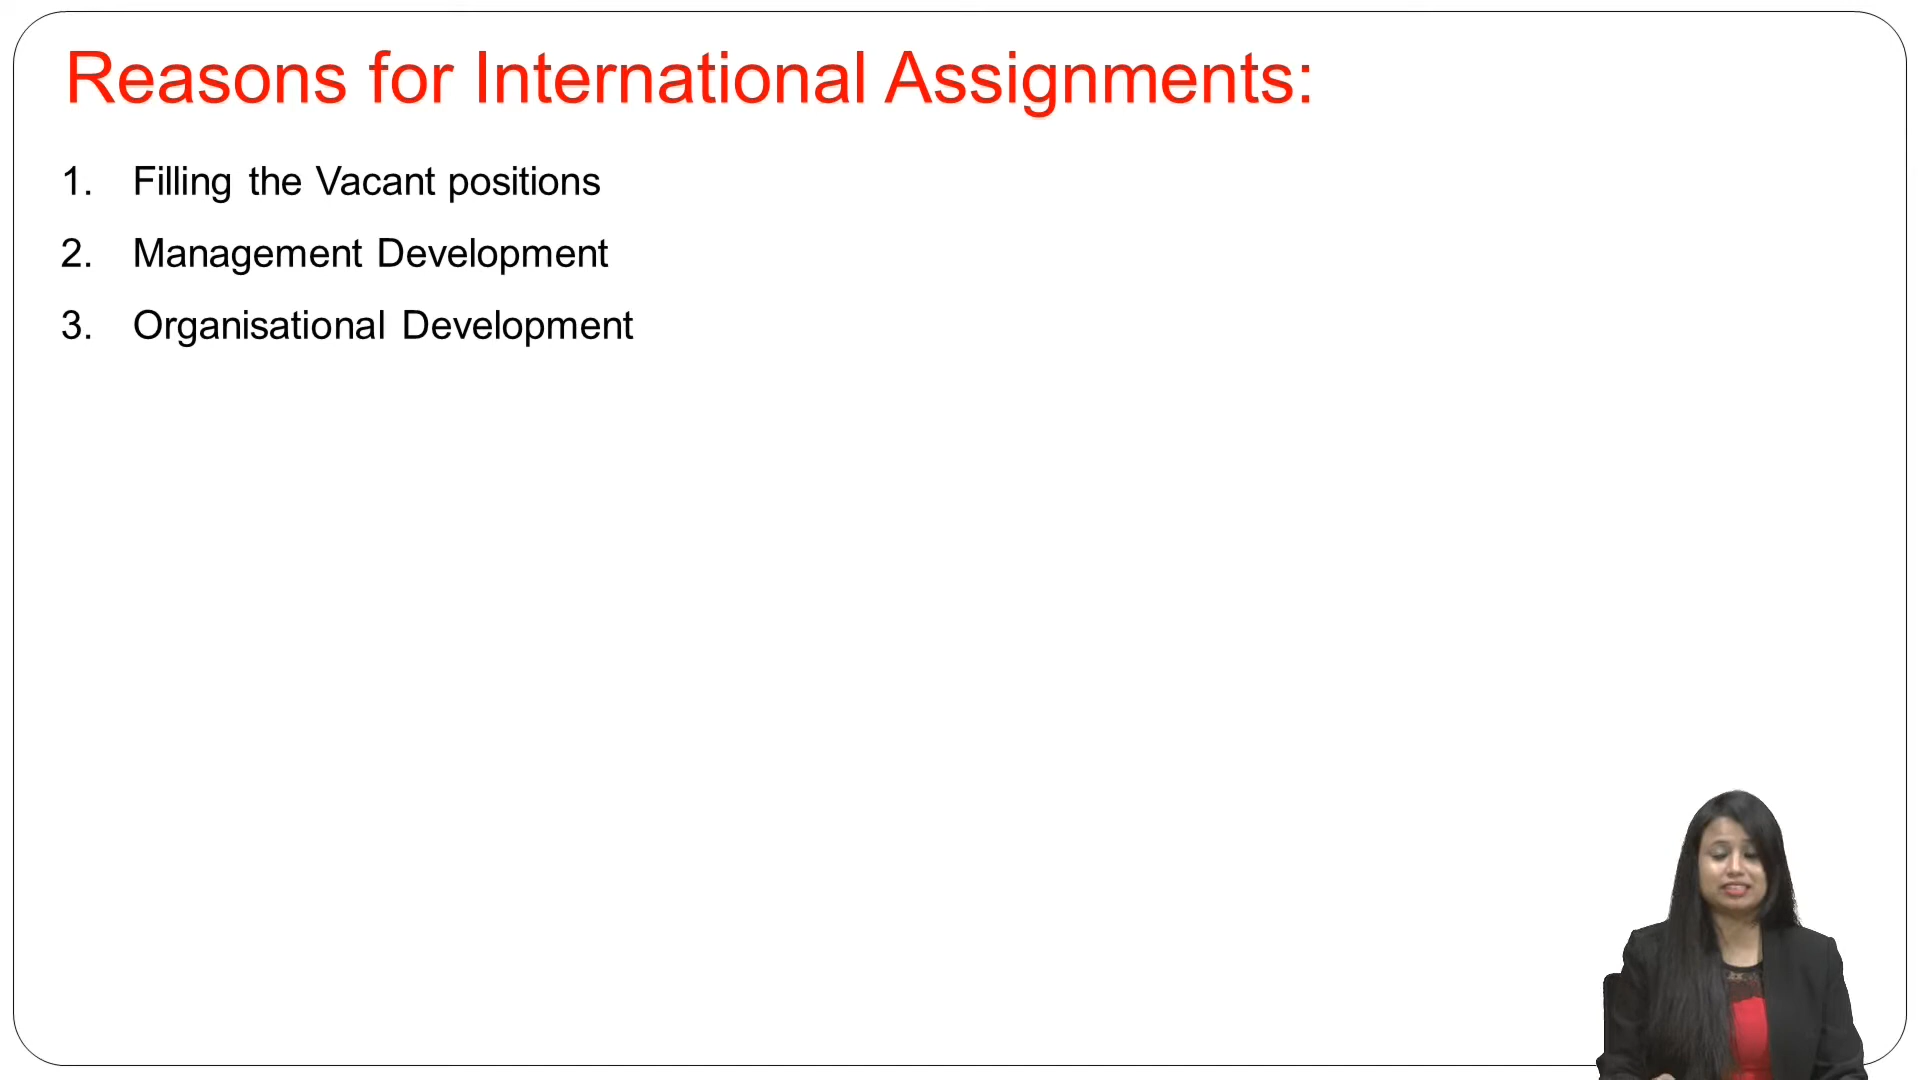 Reasons for International Assignments:
1. Filling the Vacant positions
2. Management Development
3. Organisational Development